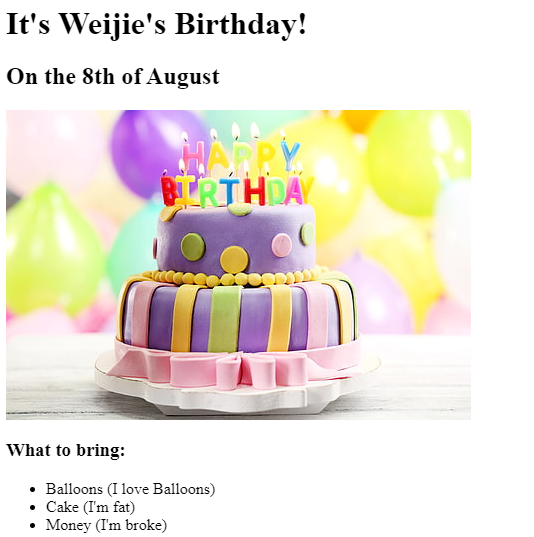 It's Weijie's Birthday!
On the 8th of August
HAPPY
BIRTHDAY
What to bring:
Balloons (I love Balloons)
Cake (I'm fat)
Money (I'm broke)